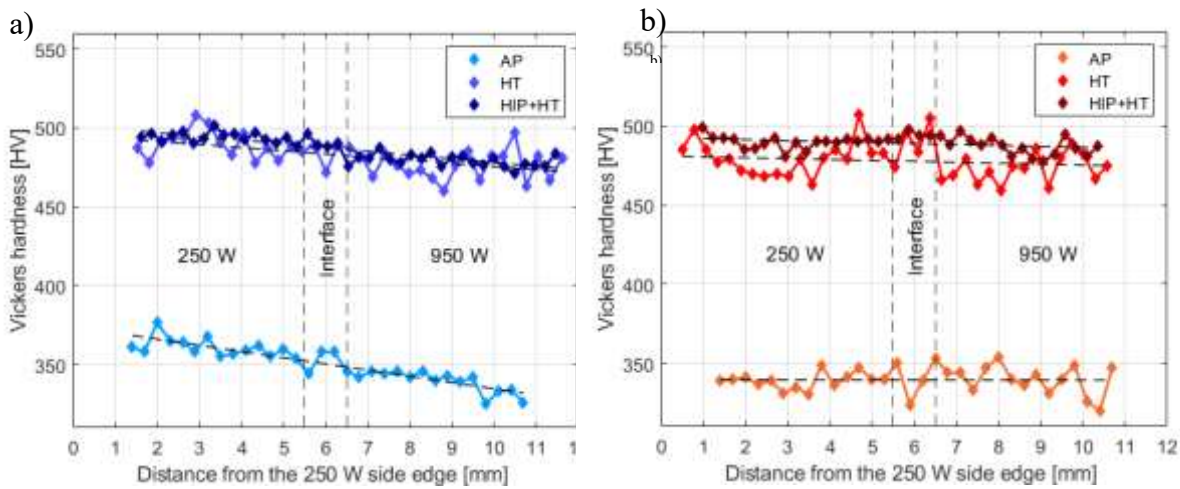 a)
550
500
450
400
350
Vickers hardness [HV]
AP
HT
HIP+HT
250 W
Interface
950 W
0 1 2 3 4 5 6 7 8 9 10 11
Distance from the 250 W side edge [mm]
b)
b)
550
500
450
400
350
Vickers hardness [HV]
AP
HT
HIP+HT
250 W
Interface
950 W
0 1 2 3 4 5 6 7 8 9 10 11 12
Distance from the 250 W side edge [mm]